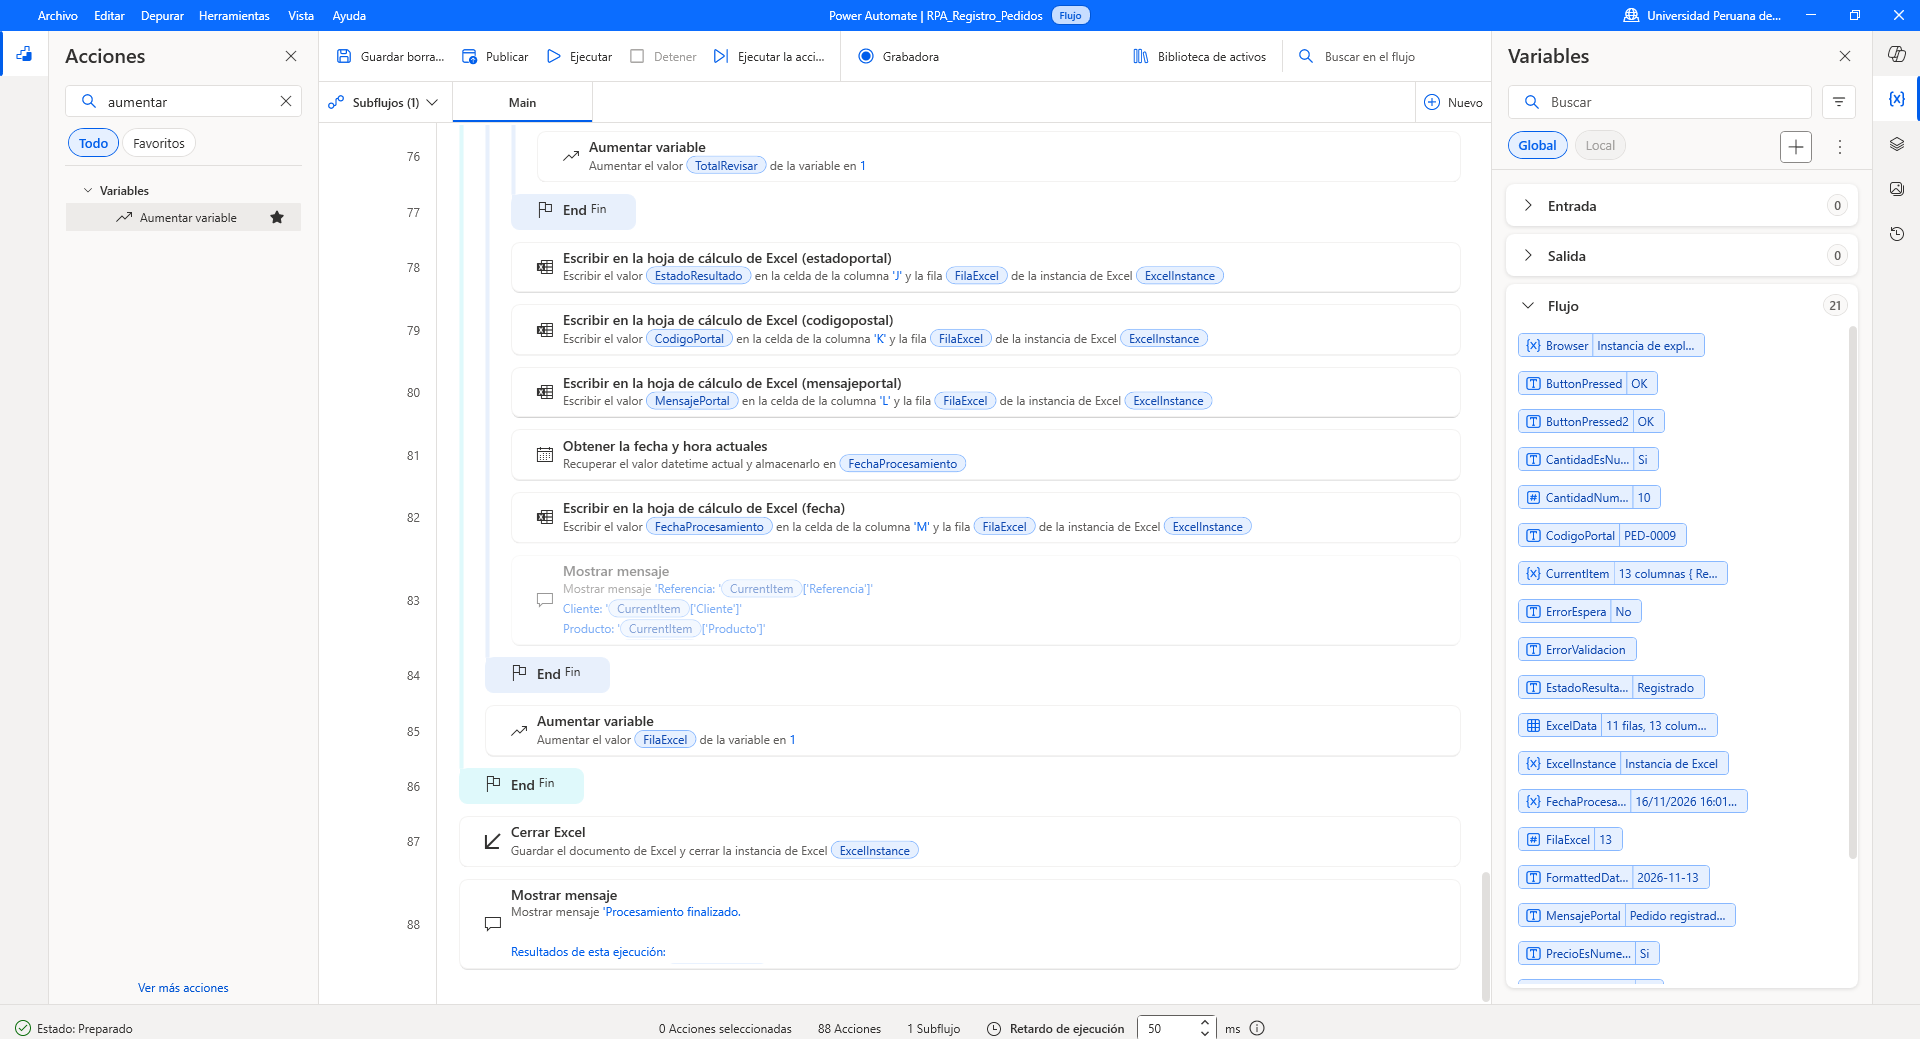 Archivo Editar Depurar Herramientas Vista Ayuda
Power Automate | RPA_Registro_Pedidos Flujo
Universidad Peruana de...
Acciones
aumentar
Todo Favoritos
Variables
Aumentar variable
Ver más acciones
Guardar borra... Publicar Ejecutar Detener Ejecutar la acci... Grabadora Biblioteca de activos Buscar en el flujo
Subflujos (1) Main Nuevo
76 Aumentar variable
Aumentar el valor TotalRevisar de la variable en 1
77 End Fin
78 Escribir en la hoja de cálculo de Excel (estadoportal)
Escribir el valor EstadoResultado en la celda de la columna 'J' y la fila FilaExcel de la instancia de Excel ExcelInstance
79 Escribir en la hoja de cálculo de Excel (codigopostal)
Escribir el valor CodigoPortal en la celda de la columna 'K' y la fila FilaExcel de la instancia de Excel ExcelInstance
80 Escribir en la hoja de cálculo de Excel (mensajeportal)
Escribir el valor MensajePortal en la celda de la columna 'L' y la fila FilaExcel de la instancia de Excel ExcelInstance
81 Obtener la fecha y hora actuales
Recuperar el valor datetime actual y almacenarlo en FechaProcesamiento
82 Escribir en la hoja de cálculo de Excel (fecha)
Escribir el valor FechaProcesamiento en la celda de la columna 'M' y la fila FilaExcel de la instancia de Excel ExcelInstance
83 Mostrar mensaje
Mostrar mensaje 'Referencia: ' CurrentItem ['Referencia']'
Cliente: ' CurrentItem ['Cliente']'
Producto: ' CurrentItem ['Producto']'
84 End Fin
85 Aumentar variable
Aumentar el valor FilaExcel de la variable en 1
86 End Fin
87 Cerrar Excel
Guardar el documento de Excel y cerrar la instancia de Excel ExcelInstance
88 Mostrar mensaje
Mostrar mensaje 'Procesamiento finalizado.
Resultados de esta ejecución:
Variables
Buscar
Global Local
Entrada 0
Salida 0
Flujo 21
{x} Browser Instancia de expl...
ButtonPressed OK
ButtonPressed2 OK
CantidadEsNu... Si
CantidadNum... 10
CodigoPortal PED-0009
{x} CurrentItem 13 columnas { Re...
ErrorEspera No
ErrorValidacion
EstadoResulta... Registrado
ExcelData 11 filas, 13 colum...
{x} ExcelInstance Instancia de Excel
{x} FechaProcesa... 16/11/2026 16:01...
FilaExcel 13
FormattedDat... 2026-11-13
MensajePortal Pedido registrad...
PrecioEsNume... Si
{x}
Estado: Preparado 0 Acciones seleccionadas 88 Acciones 1 Subflujo Retardo de ejecución 50 ms